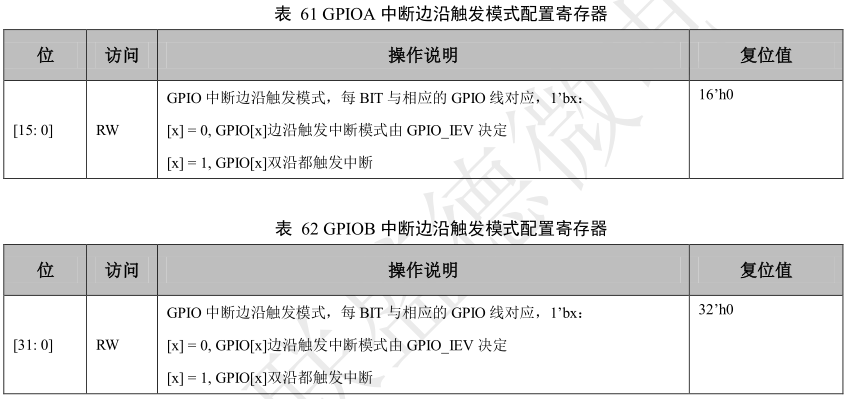 表 61 GPIOA 中断边沿触发模式配置寄存器
位 访问 操作说明 复位值
[15: 0] RW GPIO 中断边沿触发模式，每 BIT 与相应的 GPIO 线对应，1’bx： 16’h0
[x] = 0, GPIO[x]边沿触发中断模式由 GPIO_IEV 决定
[x] = 1, GPIO[x]双沿都触发中断
表 62 GPIOB 中断边沿触发模式配置寄存器
位 访问 操作说明 复位值
[31: 0] RW GPIO 中断边沿触发模式，每 BIT 与相应的 GPIO 线对应，1’bx： 32’h0
[x] = 0, GPIO[x]边沿触发中断模式由 GPIO_IEV 决定
[x] = 1, GPIO[x]双沿都触发中断
联盛德微